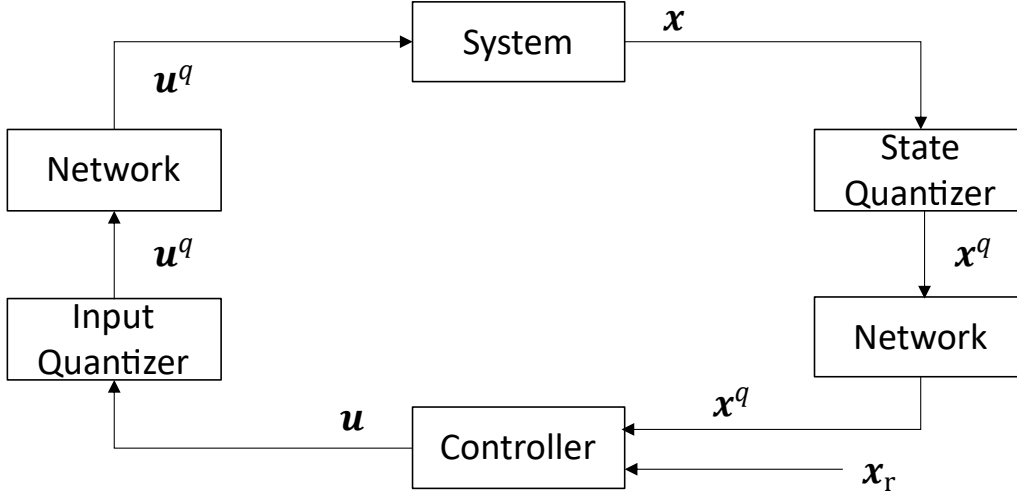 System
x
u^q
Network
State
Quantizer
u^q
x^q
Input
Quantizer
Network
u
Controller
x^q
x_r